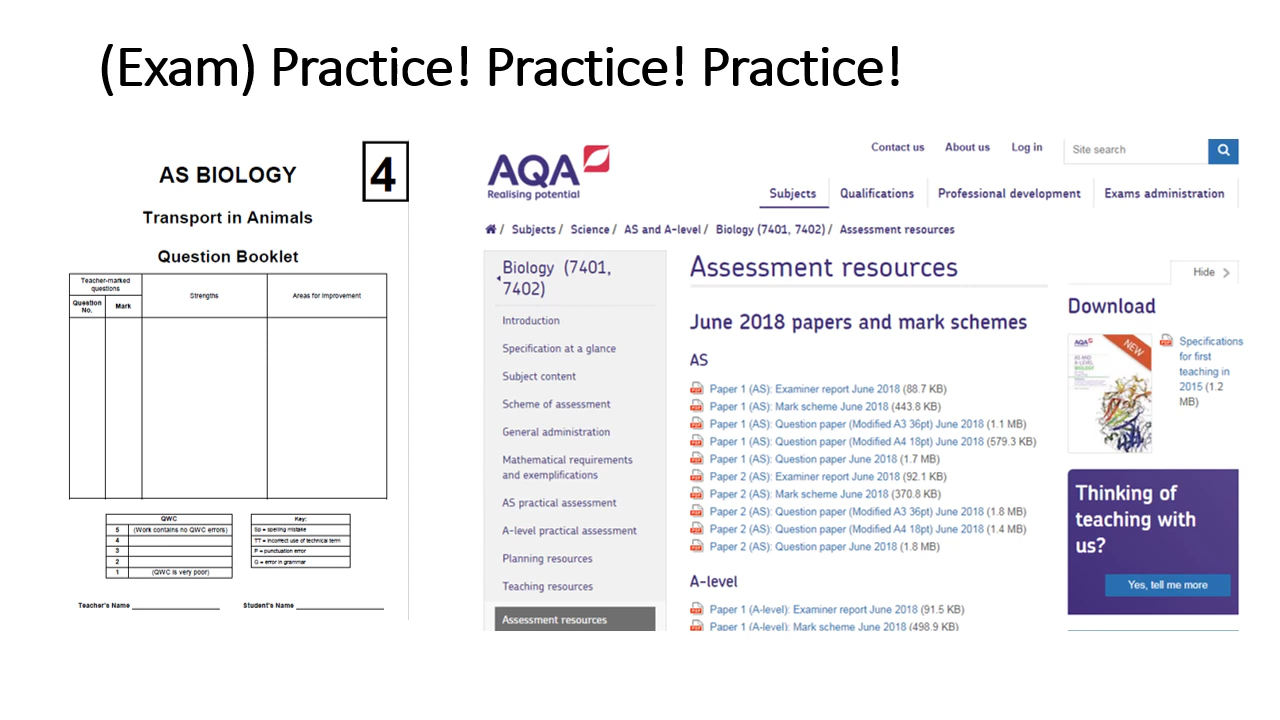 (Exam) Practice! Practice! Practice!
AS BIOLOGY
4
Transport in Animals
Question Booklet
Teacher-marked
questions
Question
No.
Mark
Strengths
Areas for Improvement
QWC
5 (Work contains no QWC errors)
4
3
2
1 (QWC is very poor)
Key:
Sp = spelling mistake
TT = incorrect use of technical term
P = punctuation error
G = error in grammar
Teacher's Name
Student's Name
AQA
Realising potential
Contact us
About us
Log in
Site search
Subjects
Qualifications
Professional development
Exams administration
/ Subjects / Science / AS and A-level / Biology (7401, 7402) / Assessment resources
Biology (7401,
7402)
Introduction
Specification at a glance
Subject content
Scheme of assessment
General administration
Mathematical requirements
and exemplifications
AS practical assessment
A-level practical assessment
Planning resources
Teaching resources
Assessment resources
Assessment resources
June 2018 papers and mark schemes
AS
Paper 1 (AS): Examiner report June 2018 (88.7 KB)
Paper 1 (AS): Mark scheme June 2018 (443.8 KB)
Paper 1 (AS): Question paper (Modified A3 36pt) June 2018 (1.1 MB)
Paper 1 (AS): Question paper (Modified A4 18pt) June 2018 (579.3 KB)
Paper 1 (AS): Question paper June 2018 (1.7 MB)
Paper 2 (AS): Examiner report June 2018 (92.1 KB)
Paper 2 (AS): Mark scheme June 2018 (370.8 KB)
Paper 2 (AS): Question paper (Modified A3 36pt) June 2018 (1.8 MB)
Paper 2 (AS): Question paper (Modified A4 18pt) June 2018 (1.4 MB)
Paper 2 (AS): Question paper June 2018 (1.8 MB)
A-level
Paper 1 (A-level): Examiner report June 2018 (91.5 KB)
Paper 1 (A-level): Mark scheme June 2018 (498.9 KB)
Hide
Download
AQA
NEW
AS AND
A-LEVEL
BIOLOGY
Specifications
for first
teaching in
2015 (1.2
MB)
Thinking of
teaching with
us?
Yes, tell me more